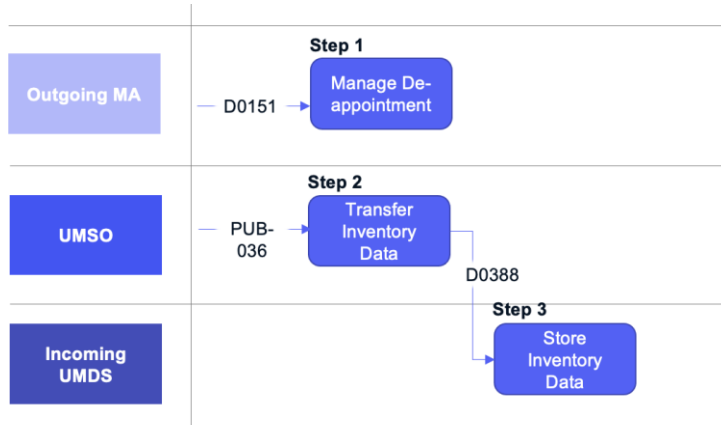 Step 1
Outgoing MA
D0151
Manage De-
appointment
Step 2
UMSO
PUB-
036
Transfer
Inventory
Data
D0388
Step 3
Incoming
UMDS
Store
Inventory
Data